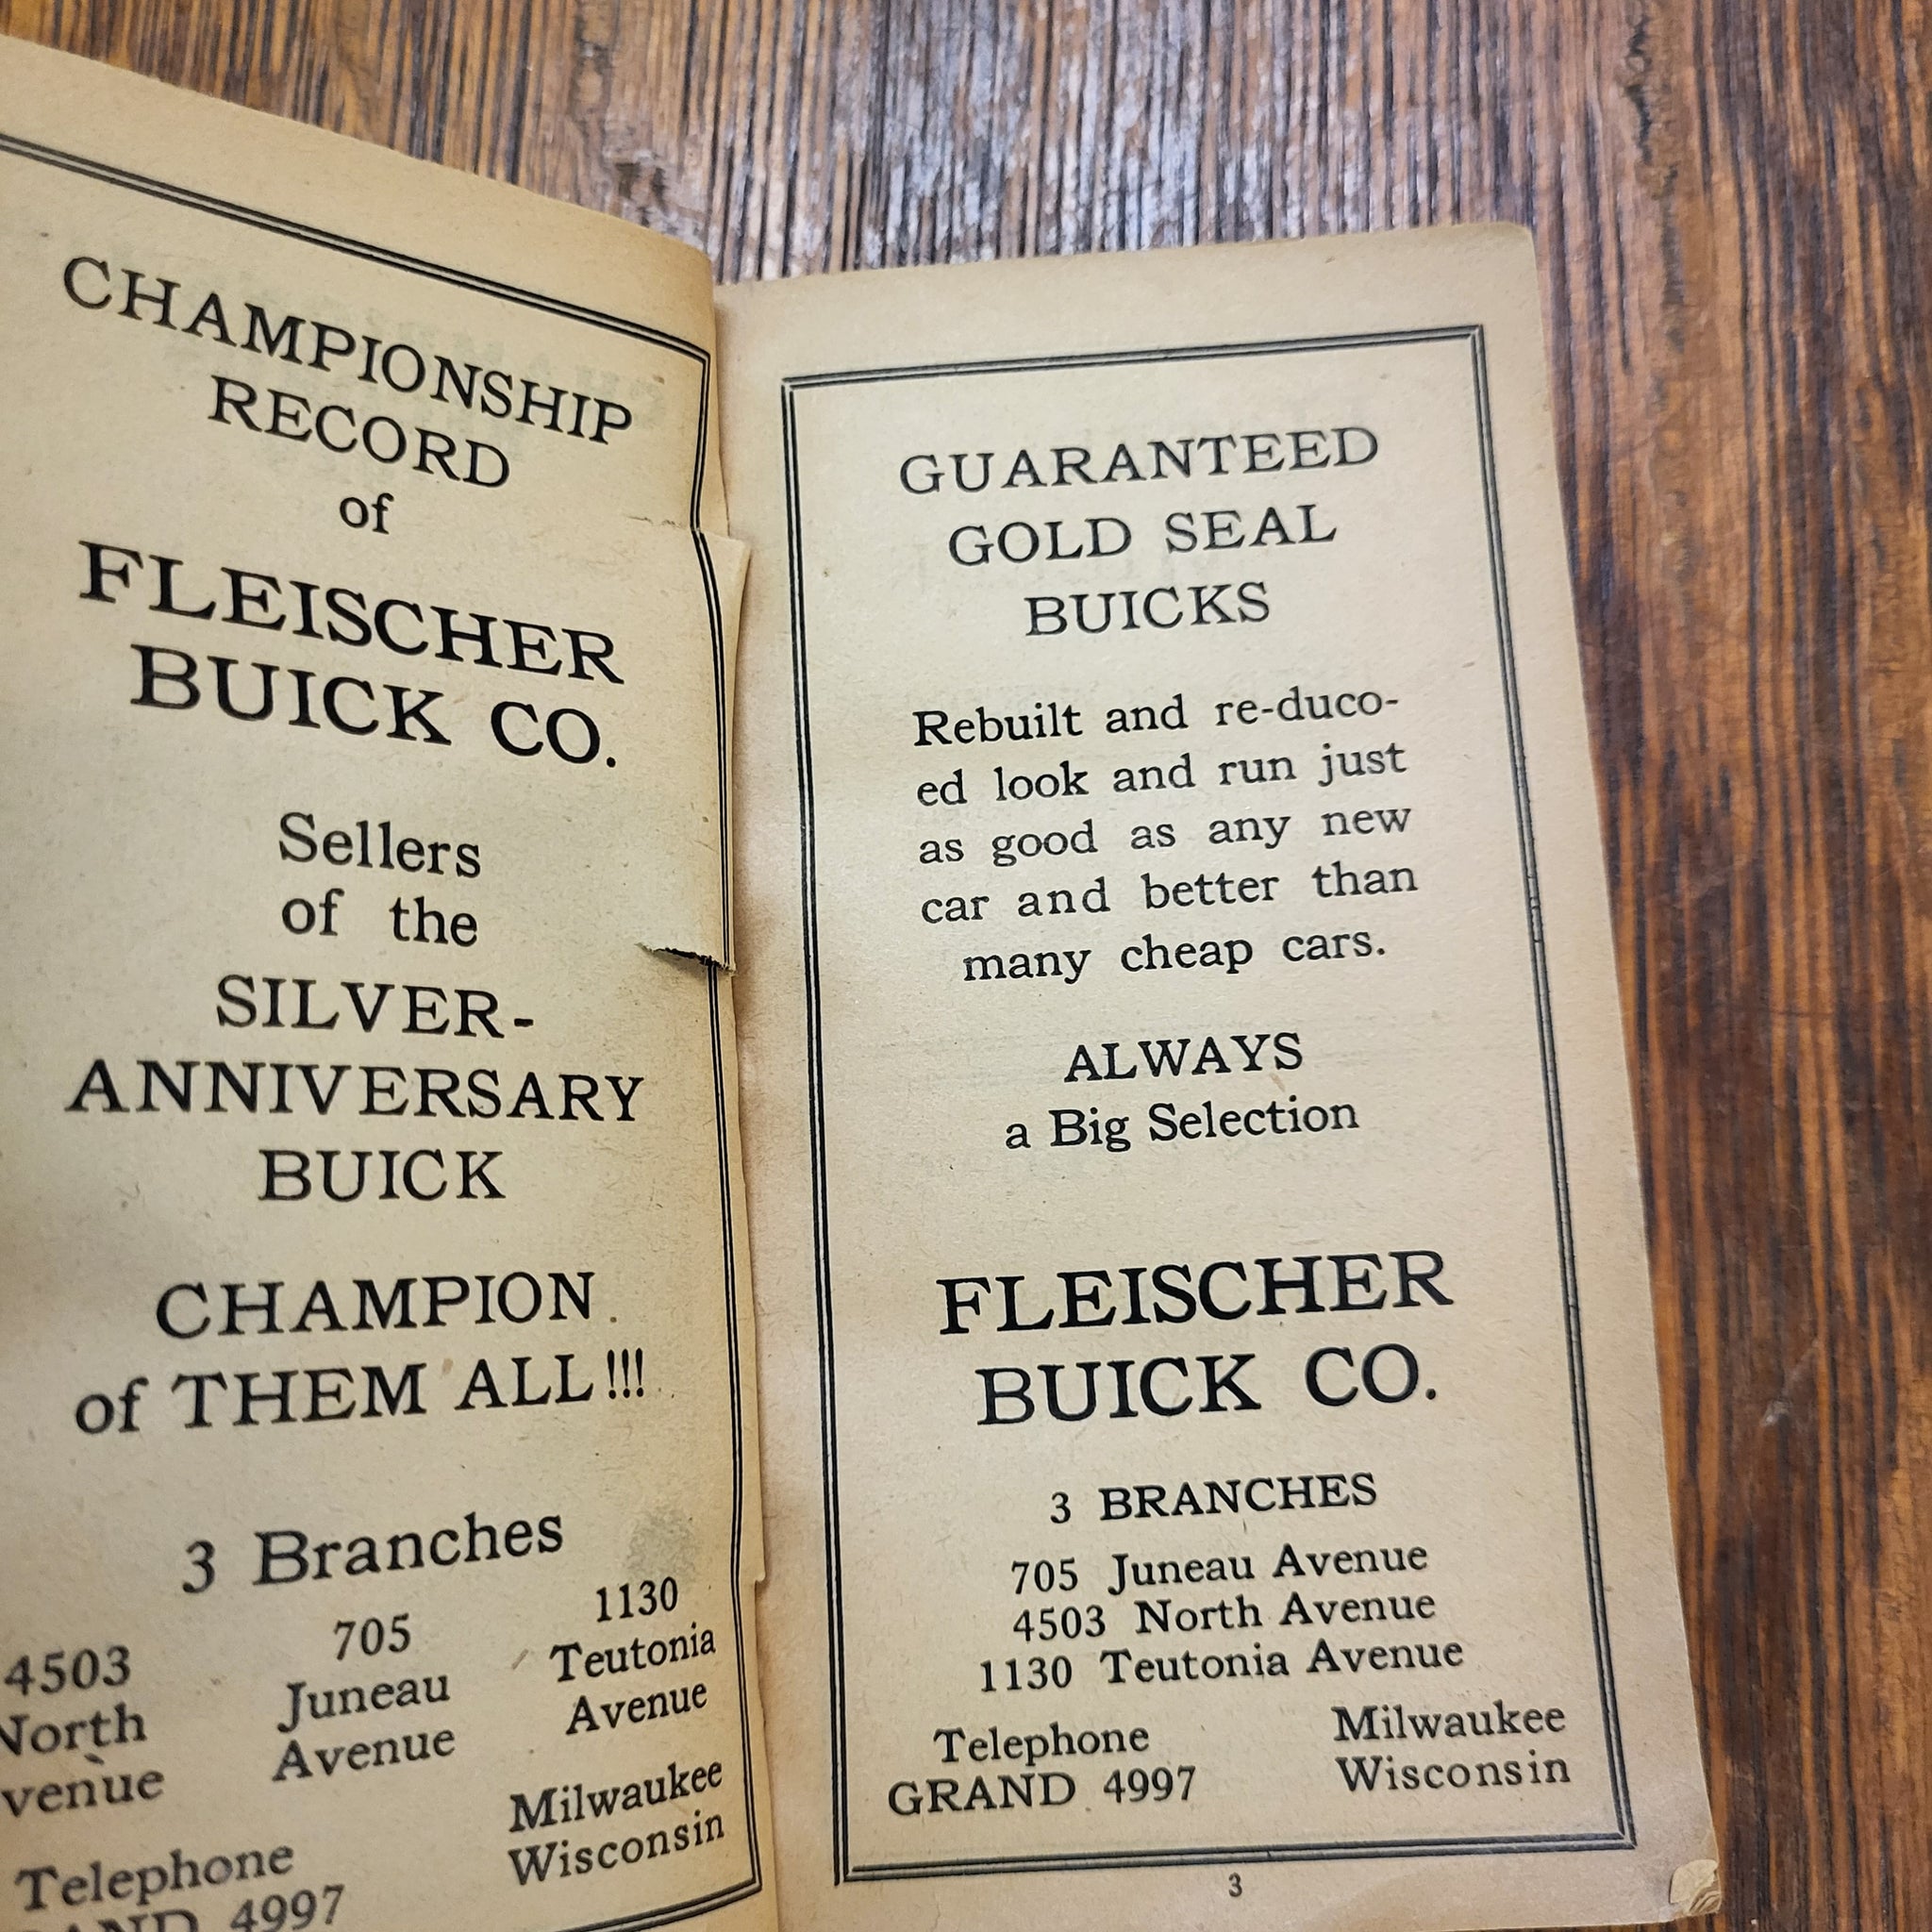 CHAMPIONSHIP
RECORD
of
FLEISCHER
BUICK CO.
Sellers
of the
SILVER-
ANNIVERSARY
BUICK
CHAMPION
of THEM ALL!!!
3 Branches
4503 705 1130
North Juneau Teutonia
Avenue Avenue
Milwaukee
Wisconsin
Telephone
4997
GUARANTEED
GOLD SEAL
BUICKS
Rebuilt and re-duco-
ed look and run just
as good as any new
car and better than
many cheap cars.
ALWAYS
a Big Selection
FLEISCHER
BUICK CO.
3 BRANCHES
705 Juneau Avenue
4503 North Avenue
1130 Teutonia Avenue
Telephone Milwaukee
GRAND 4997 Wisconsin
3